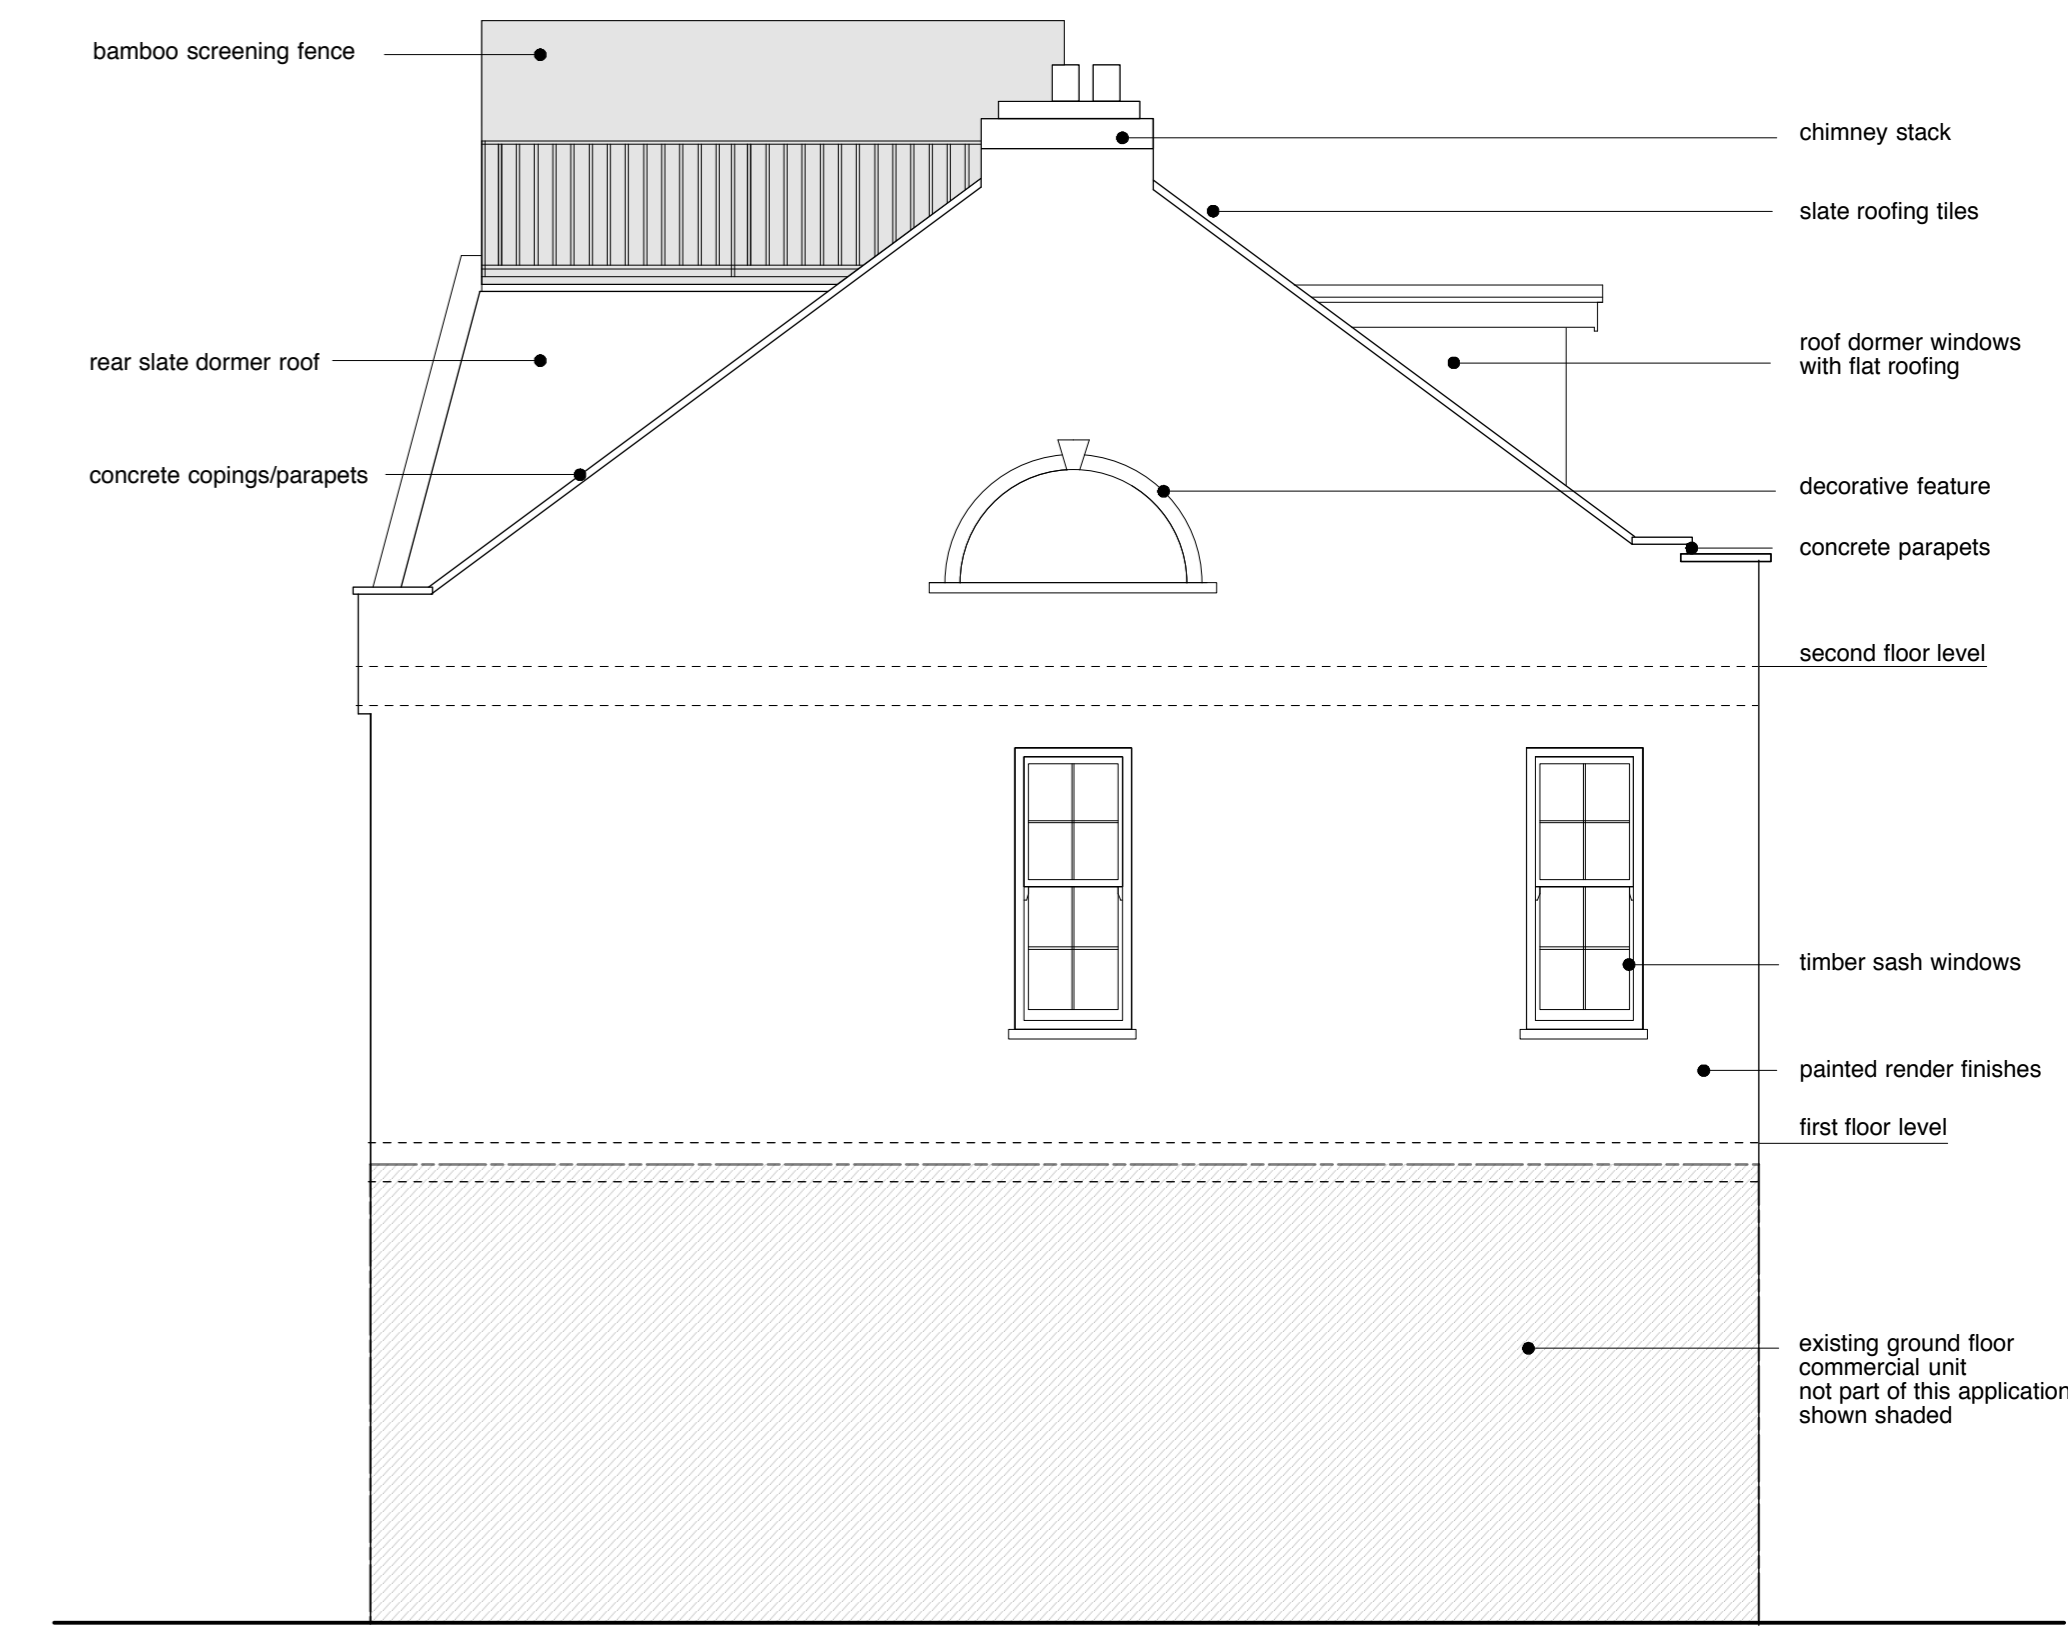 bamboo screening fence
rear slate dormer roof
concrete copings/parapets
chimney stack
slate roofing tiles
roof dormer windows
with flat roofing
decorative feature
concrete parapets
second floor level
timber sash windows
painted render finishes
first floor level
existing ground floor
commercial unit
not part of this application
shown shaded